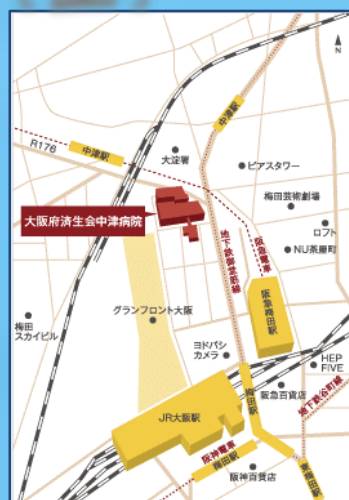 N
R176
中津駅
中津駅
大淀署
ピアスタワー
梅田芸術劇場
大阪府済生会中津病院
ロフト
地下鉄御堂筋線
阪急電車
NU茶屋町
阪急梅田駅
グランフロント大阪
梅田
スカイビル
ヨドバシ
カメラ
HEP
FIVE
梅田駅
阪急百貨店
地下鉄谷町線
JR大阪駅
阪神電車
梅田駅
阪神百貨店
東梅田駅